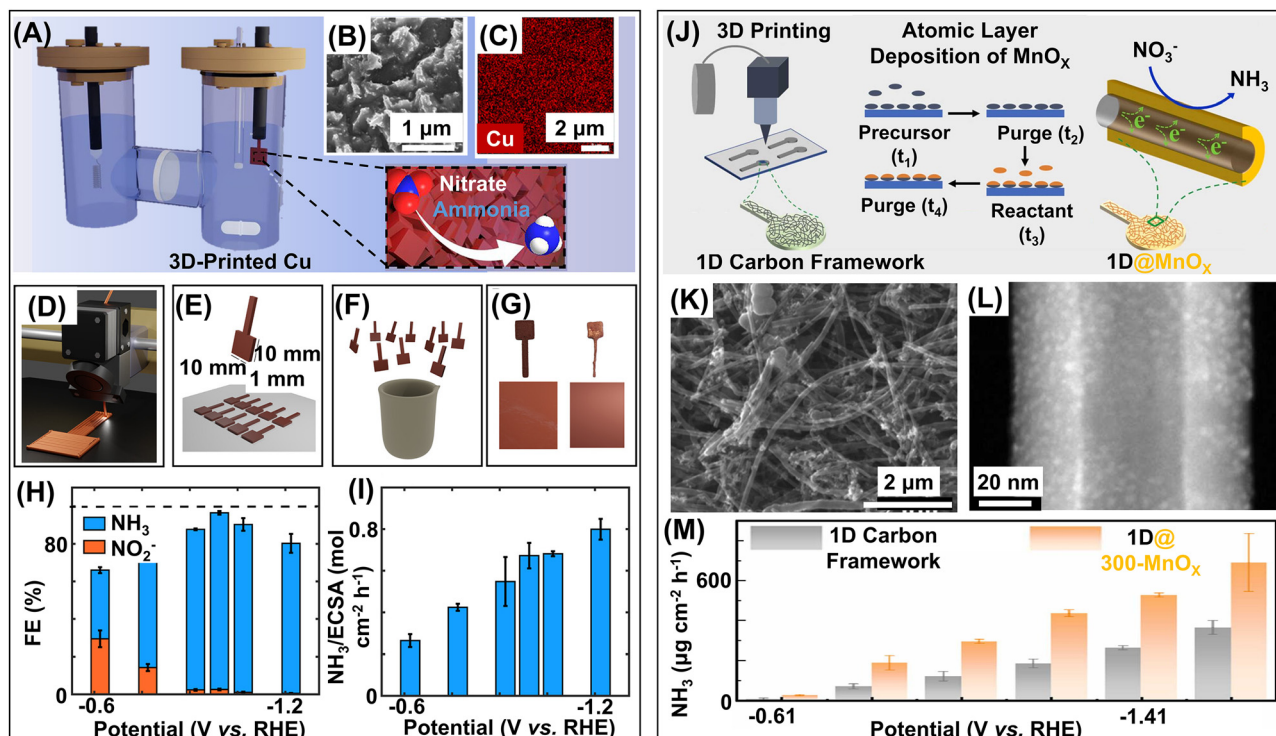 (A)
3D-Printed Cu
Nitrate
Ammonia
(B)
1 µm
(C)
Cu
2 µm
(D)
(E)
10 mm
10 mm
1 mm
(F)
(G)
(H)
FE (%)
80
0
NH₃
NO₂⁻
-0.6
-1.2
Potential (V vs. RHE)
(I)
NH₃/ECSA (mol
cm⁻² h⁻¹)
0.8
0.4
0
-0.6
-1.2
Potential (V vs. RHE)
(J)
3D Printing
1D Carbon Framework
Atomic Layer
Deposition of MnOₓ
Precursor
(t₁)
Purge (t₂)
Purge (t₄)
Reactant
(t₃)
NO₃⁻
NH₃
e⁻
e⁻
e⁻
1D@MnOₓ
(K)
2 µm
(L)
20 nm
(M)
NH₃ (µg cm⁻² h⁻¹)
600
0
1D Carbon
Framework
1D@
300-MnOₓ
-0.61
-1.41
Potential (V vs. RHE)